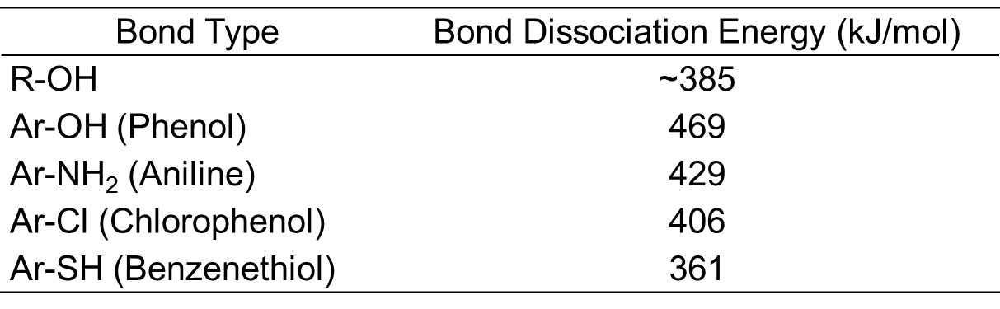 Bond Type Bond Dissociation Energy (kJ/mol)
R-OH ~385
Ar-OH (Phenol) 469
Ar-NH₂ (Aniline) 429
Ar-Cl (Chlorophenol) 406
Ar-SH (Benzenethiol) 361